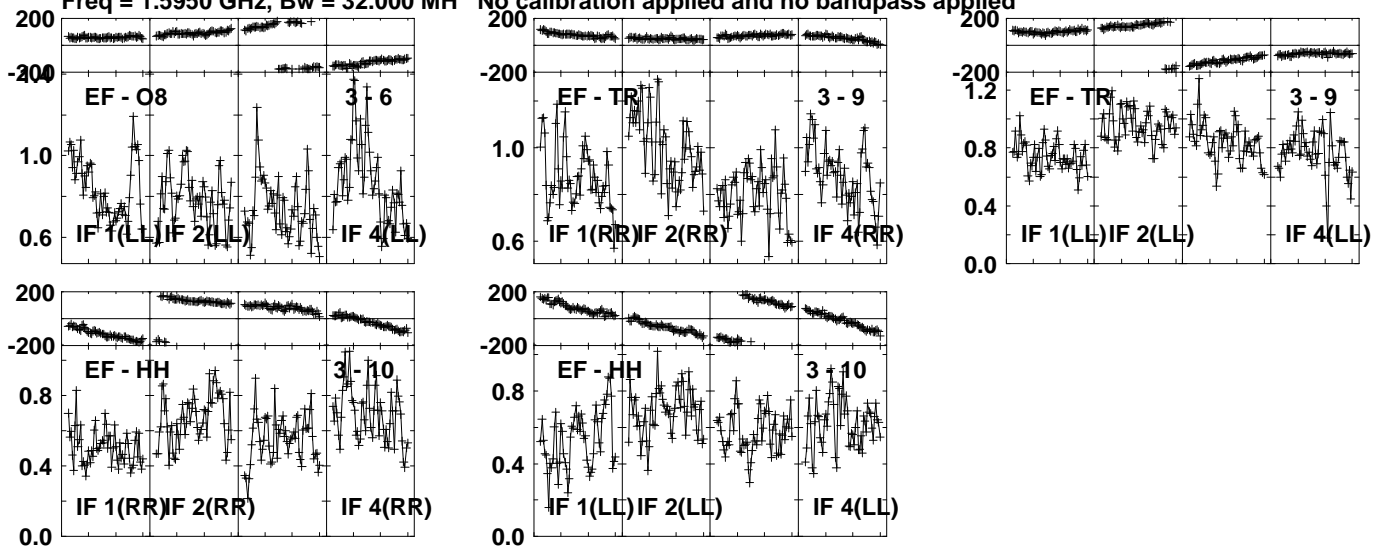 Freq = 1.5950 GHz, Bw = 32.000 MH No calibration applied and no bandpass applied
200 200 200
-200 -200 -200
1.4
EF - O8 3 - 6 EF - TR 3 - 9 EF - TR 3 - 9
1.2
1.0 1.0
0.8
0.6 0.6
0.4
IF 1(LL) IF 2(LL) IF 4(LL) IF 1(RR) IF 2(RR) IF 4(RR) IF 1(LL) IF 2(LL) IF 4(LL)
0.0
200 200
-200 -200
EF - HH 3 - 10 EF - HH 3 - 10
0.8 0.8
0.4 0.4
IF 1(RR) IF 2(RR) IF 4(RR) IF 1(LL) IF 2(LL) IF 4(LL)
0.0 0.0